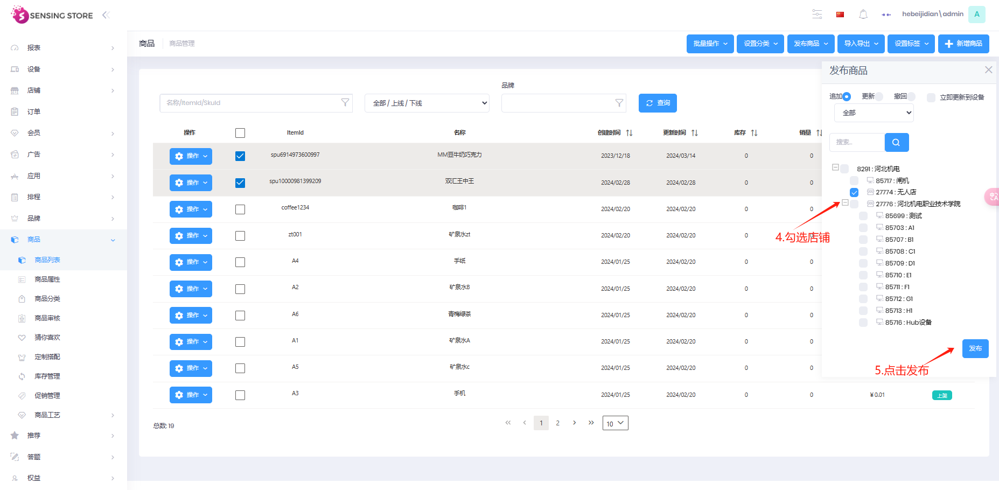 SENSING STORE
hebeijidian\admin
A
报表
设备
店铺
订单
会员
广告
应用
排程
品牌
商品
商品列表
商品属性
商品分类
商品审核
猜你喜欢
定制搭配
库存管理
促销管理
商品工艺
推荐
答题
权益
商品
商品管理
批量操作
设置分类
发布商品
导入导出
设置标签
新增商品
品牌
名称/ItemId/SkuId
全部 / 上线 / 下线
查询
操作 ItemId 名称 创建时间 更新时间 库存 销量
操作 spu6914973600997 MM豆牛奶巧克力 2023/12/18 2024/03/14 0 0
操作 spu10000981399209 双汇王中王 2024/02/28 2024/02/28 0 0
操作 coffee1234 咖啡1 2024/02/20 2024/02/20 0 0
操作 zt001 矿泉水zt 2024/02/20 2024/02/20 0 0
操作 A4 手纸 2024/01/25 2024/02/20 0 0
操作 A2 矿泉水B 2024/01/25 2024/02/20 0 0
操作 A6 青梅绿茶 2024/01/25 2024/02/20 0 0
操作 A1 矿泉水A 2024/01/25 2024/02/20 0 0
操作 A5 矿泉水c 2024/01/25 2024/02/20 0 0
操作 A3 手机 2024/01/25 2024/02/20 0 0 ¥0.01 上架
总数: 19
1 2 10
发布商品
追加 更新 撤回 立即更新到设备
全部
搜索...
8291 : 河北机电
85717 : 闸机
27774 : 无人店
27776 : 河北机电职业技术学院
85699 : 测试
85703 : A1
85707 : B1
85708 : C1
85709 : D1
85710 : E1
85711 : F1
85712 : G1
85713 : H1
85716 : Hub设备
4.勾选店铺
发布
5.点击发布